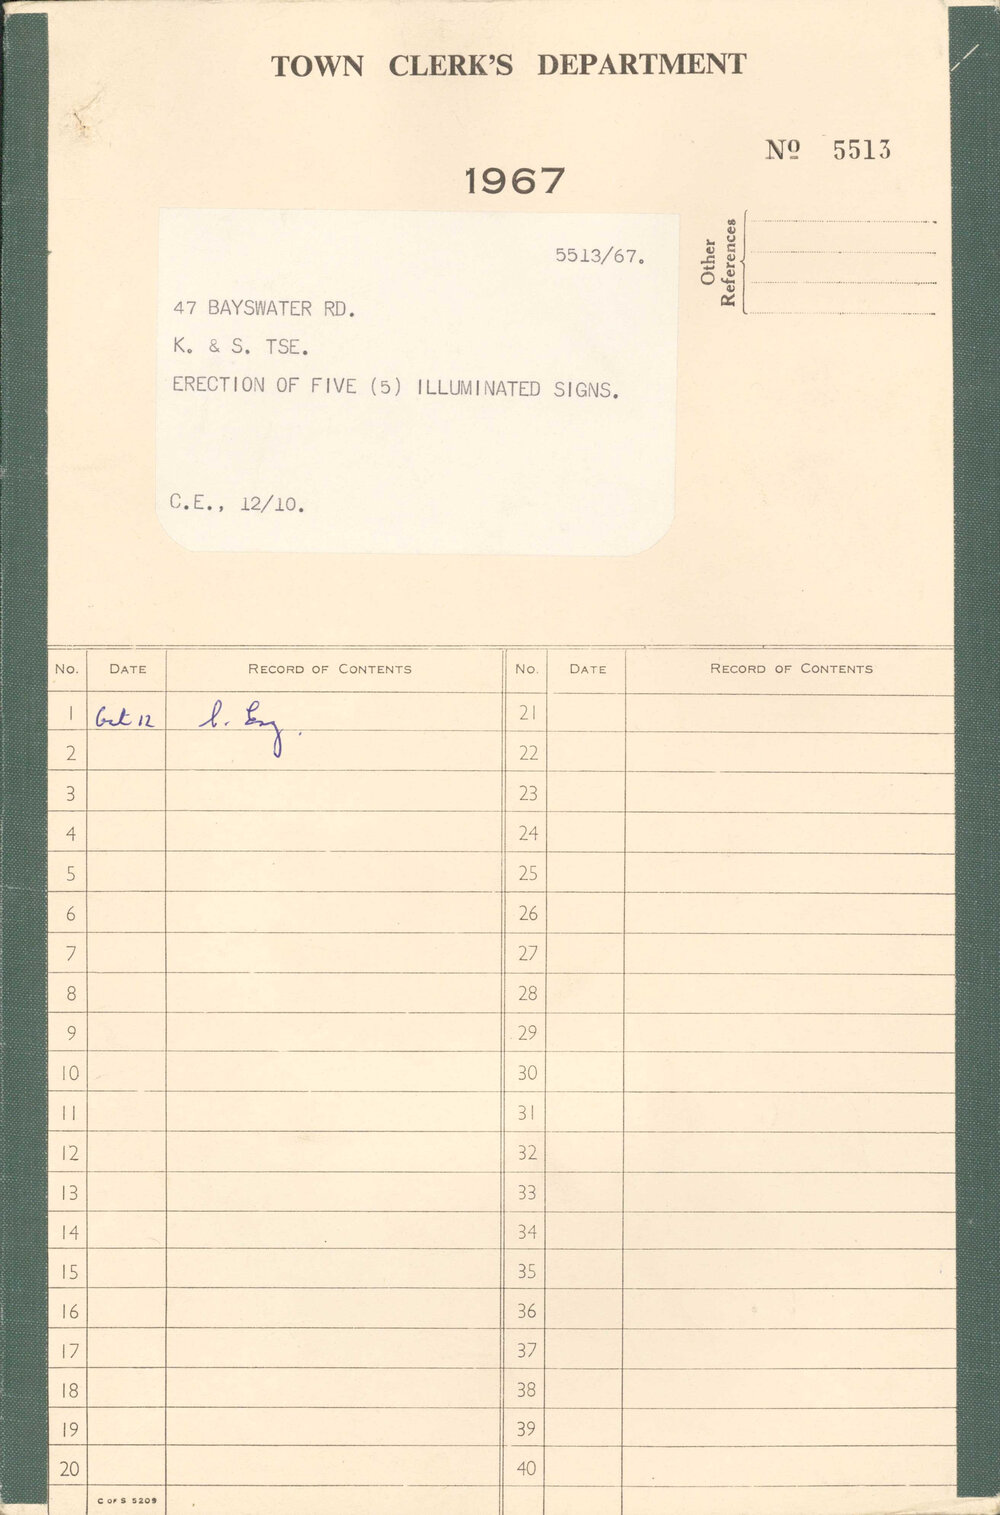 TOWN CLERK'S DEPARTMENT
Nº 5513
1967
Other References
5513/67.
47 BAYSWATER RD.
K. & S. TSE.
ERECTION OF FIVE (5) ILLUMINATED SIGNS.
C.E., 12/10.
No. DATE RECORD OF CONTENTS No. DATE RECORD OF CONTENTS
1 Oct 12 C. Eng. 21
2 22
3 23
4 24
5 25
6 26
7 27
8 28
9 29
10 30
11 31
12 32
13 33
14 34
15 35
16 36
17 37
18 38
19 39
20 40
C OF S 5209